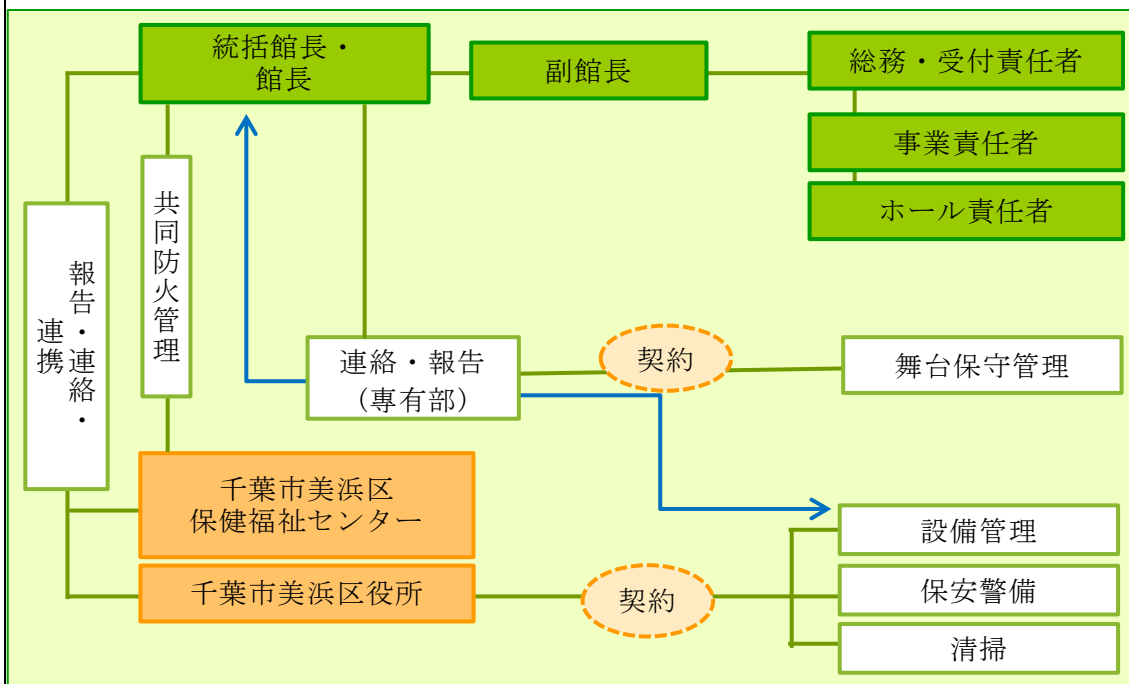 統括館長・
館長
副館長
総務・受付責任者
事業責任者
ホール責任者
共同防火管理
報告・連絡・
連携
連絡・報告
(専有部)
契約
舞台保守管理
千葉市美浜区
保健福祉センター
千葉市美浜区役所
契約
設備管理
保安警備
清掃